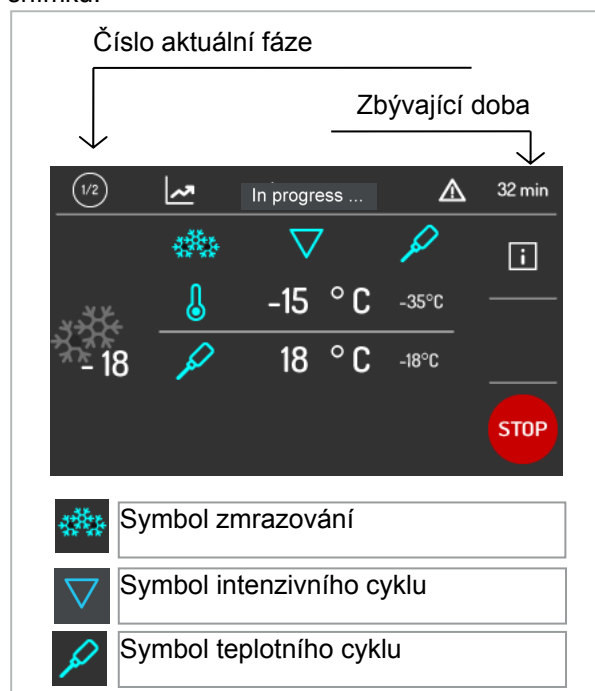 Číslo aktuální fáze
Zbývající doba
1/2
In progress ...
32 min
i
-15 °C -35°C
- 18
18 °C -18°C
STOP
Symbol zmrazování
Symbol intenzivního cyklu
Symbol teplotního cyklu